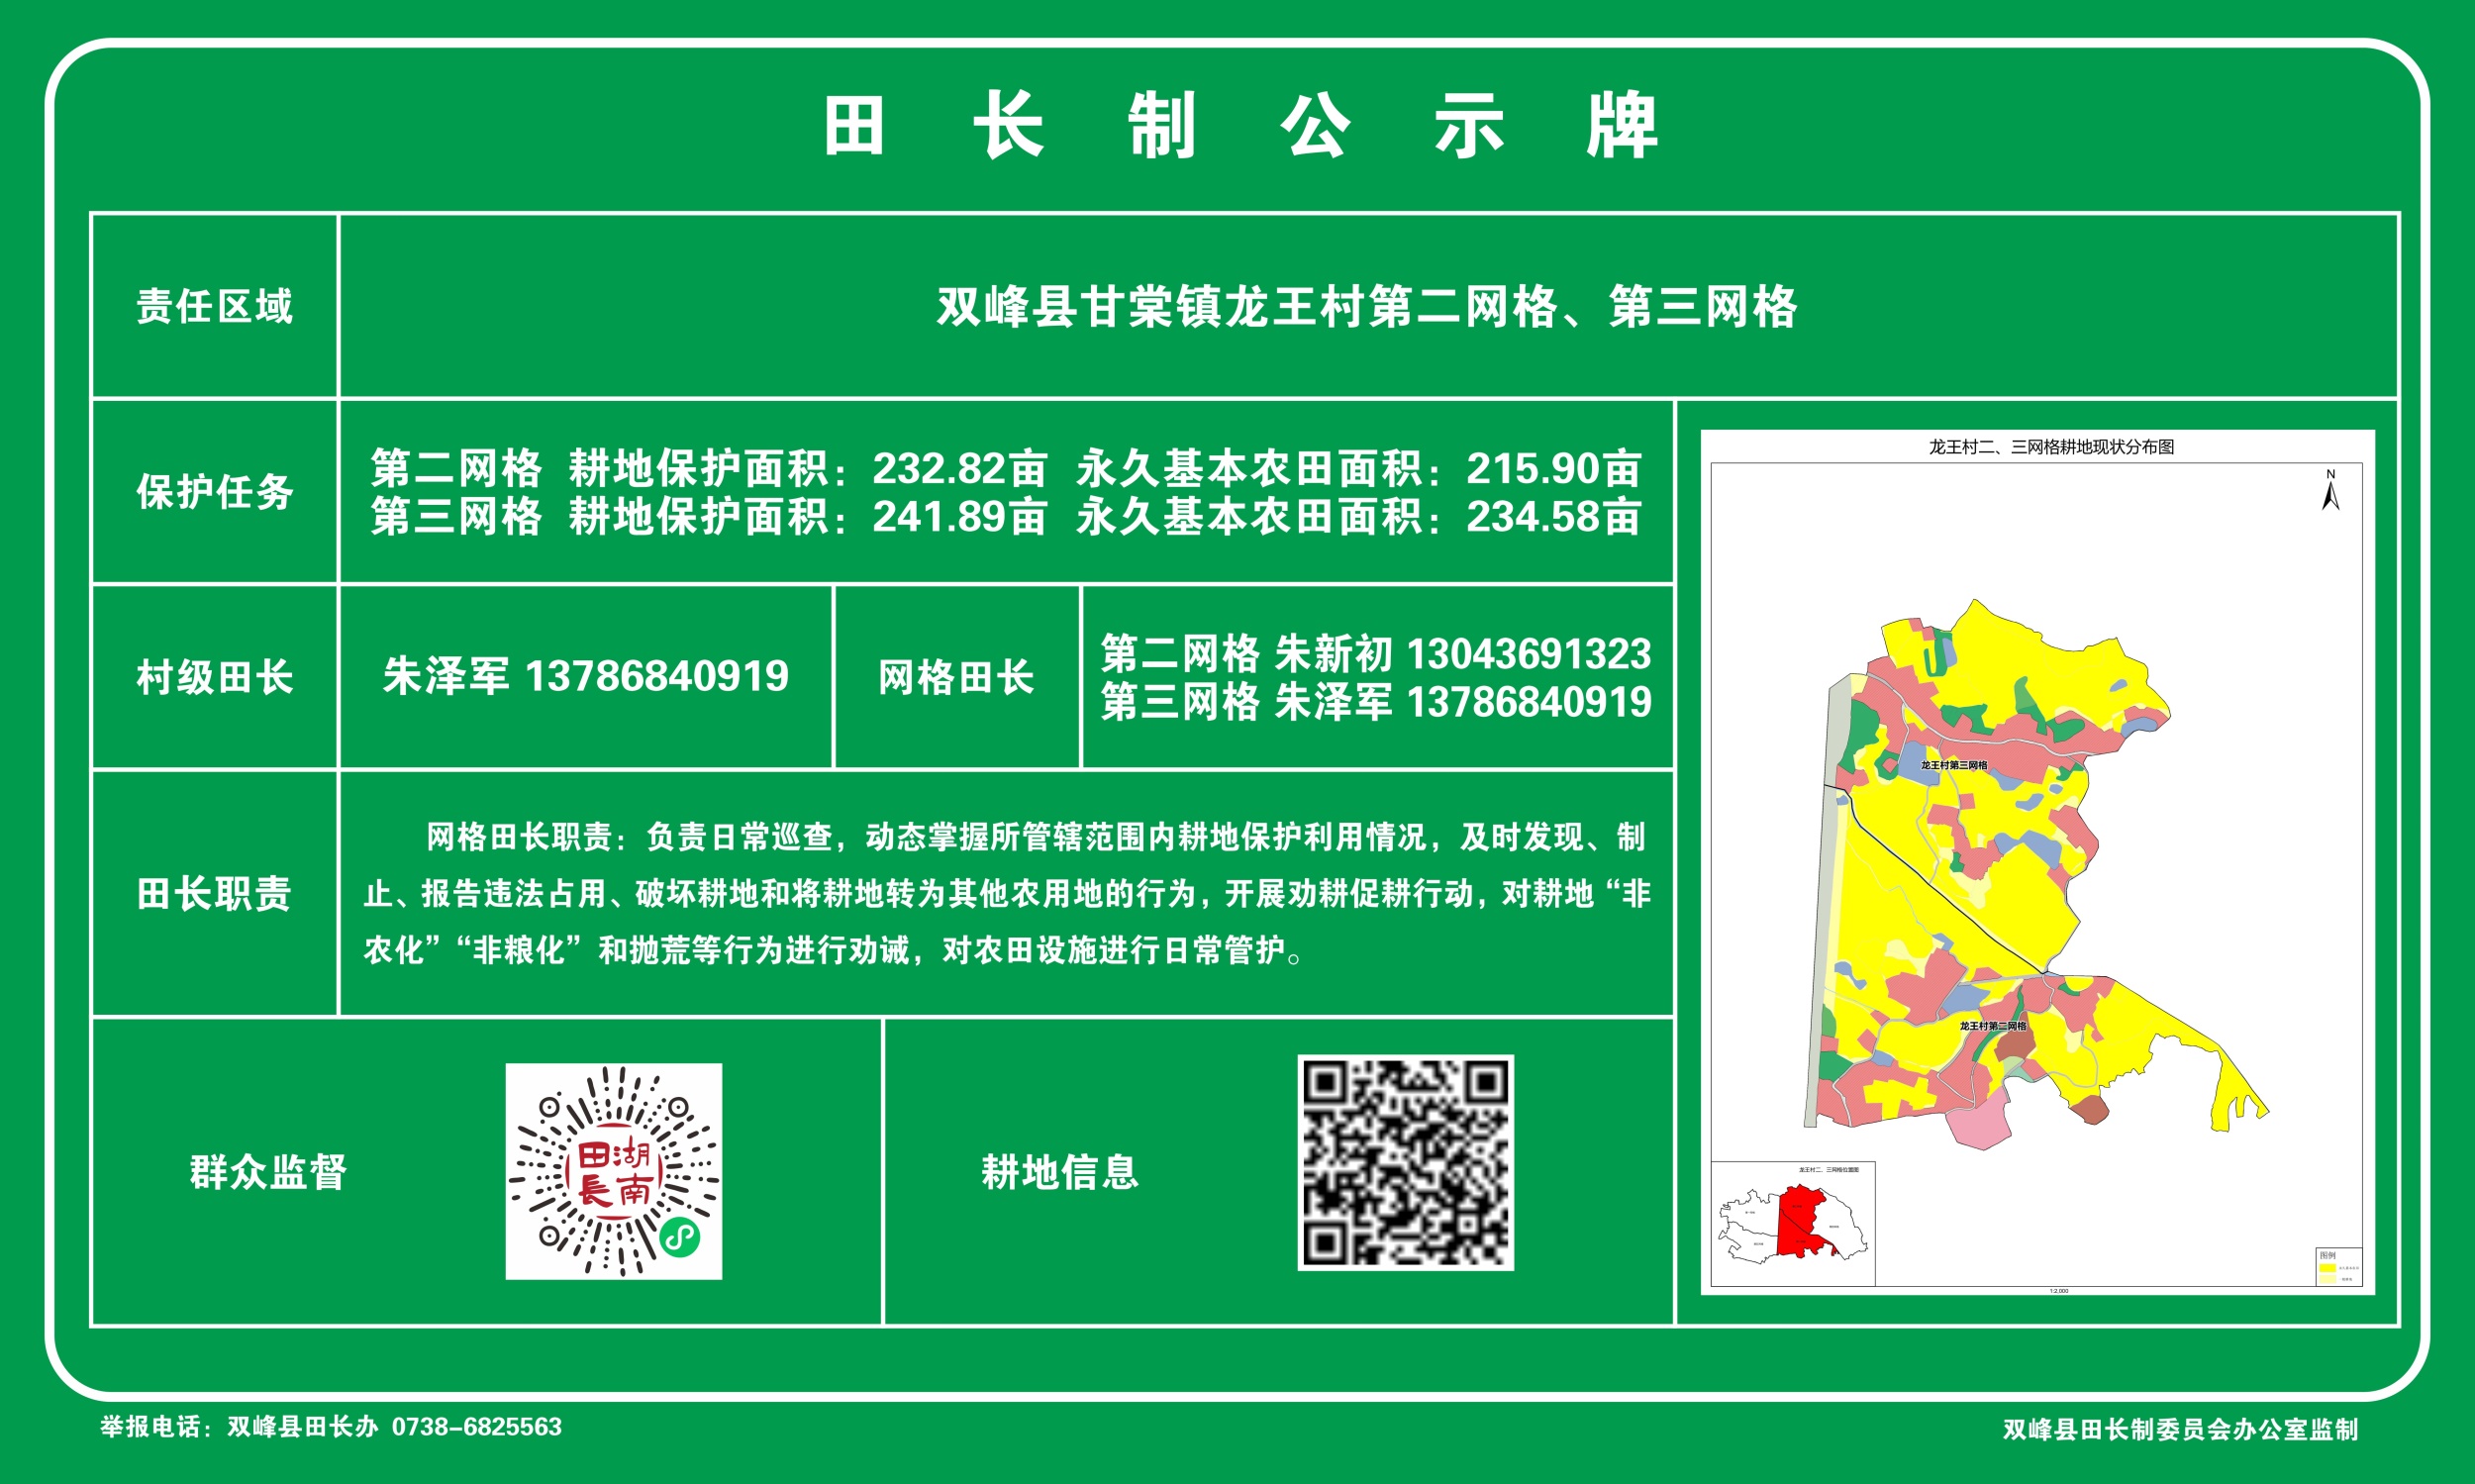 田长制公示牌
责任区域
双峰县甘棠镇龙王村第二网格、第三网格
保护任务
第二网格 耕地保护面积：232.82亩 永久基本农田面积：215.90亩
第三网格 耕地保护面积：241.89亩 永久基本农田面积：234.58亩
村级田长
朱泽军 13786840919
网格田长
第二网格 朱新初 13043691323
第三网格 朱泽军 13786840919
田长职责
网格田长职责：负责日常巡查，动态掌握所管辖范围内耕地保护利用情况，及时发现、制
止、报告违法占用、破坏耕地和将耕地转为其他农用地的行为，开展劝耕促耕行动，对耕地“非
农化”“非粮化”和抛荒等行为进行劝诫，对农田设施进行日常管护。
群众监督
湖南
田長
耕地信息
龙王村二、三网格耕地现状分布图
N
龙王村第三网格
龙王村第二网格
龙王村二、三网格位置图
图例
1:2,000
举报电话：双峰县田长办 0738-6825563
双峰县田长制委员会办公室监制